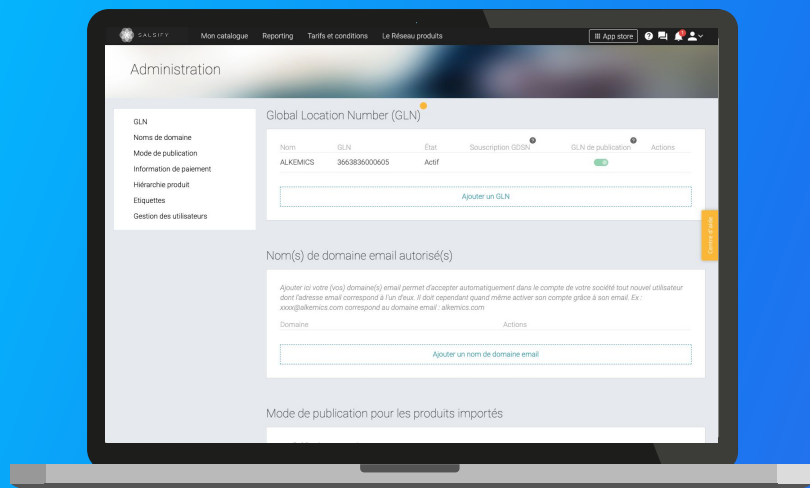 SALSIFY
Mon catalogue Reporting Tarifs et conditions Le Réseau produits App store
Administration
GLN
Noms de domaine
Mode de publication
Information de paiement
Hiérarchie produit
Etiquettes
Gestion des utilisateurs
Global Location Number (GLN)
Nom GLN État Souscription GDSN ? GLN de publication ? Actions
ALKEMICS 3663836000605 Actif
Ajouter un GLN
Centre d'aide
Nom(s) de domaine email autorisé(s)
Ajouter ici votre (vos) domaine(s) email permet d'accepter automatiquement dans le compte de votre société tout nouvel utilisateur
dont l'adresse email correspond à l'un d'eux. Il doit cependant quand même activer son compte grâce à son email. Ex :
xxxx@alkemics.com correspond au domaine email : alkemics.com
Domaine Actions
Ajouter un nom de domaine email
Mode de publication pour les produits importés